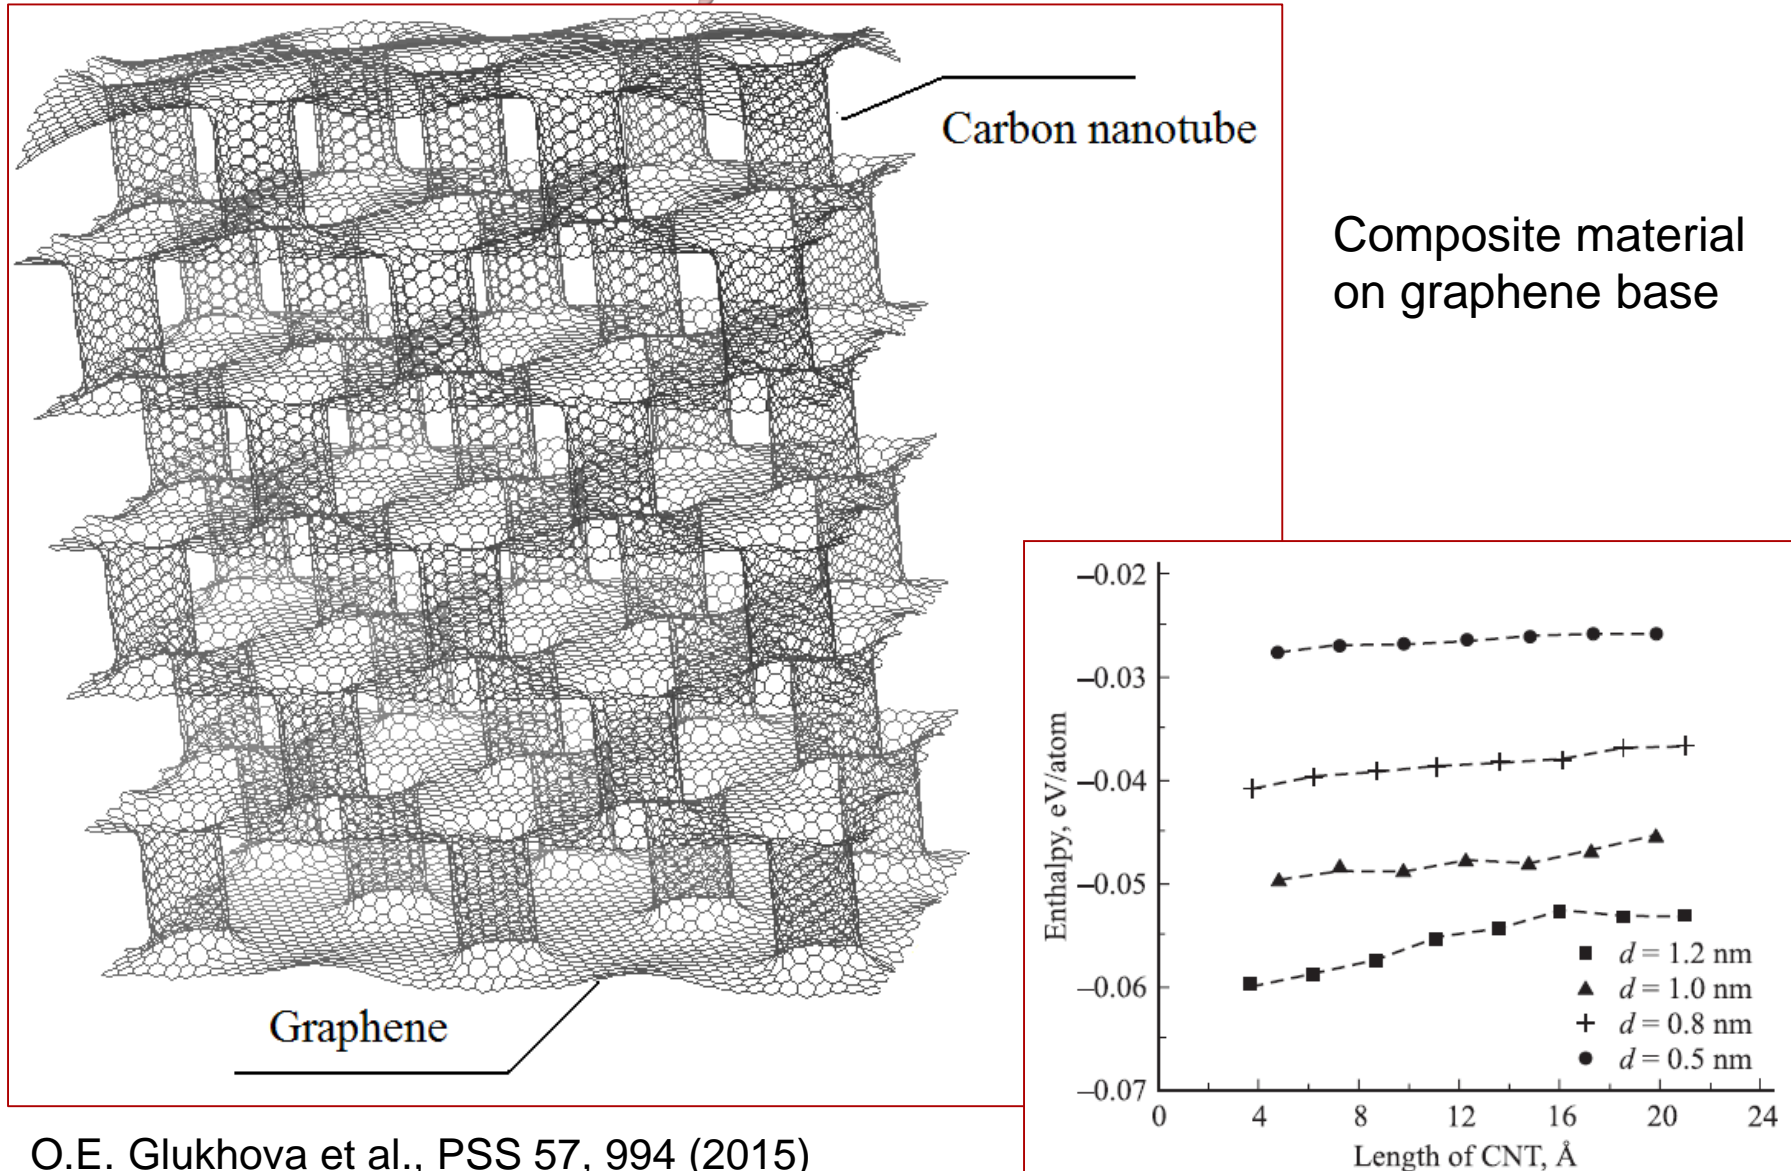 Carbon nanotube
Composite material
on graphene base
Graphene
O.E. Glukhova et al., PSS 57, 994 (2015)
Enthalpy, eV/atom
–0.02
–0.03
–0.04
–0.05
–0.06
–0.07
d = 1.2 nm
d = 1.0 nm
d = 0.8 nm
d = 0.5 nm
0 4 8 12 16 20 24
Length of CNT, Å